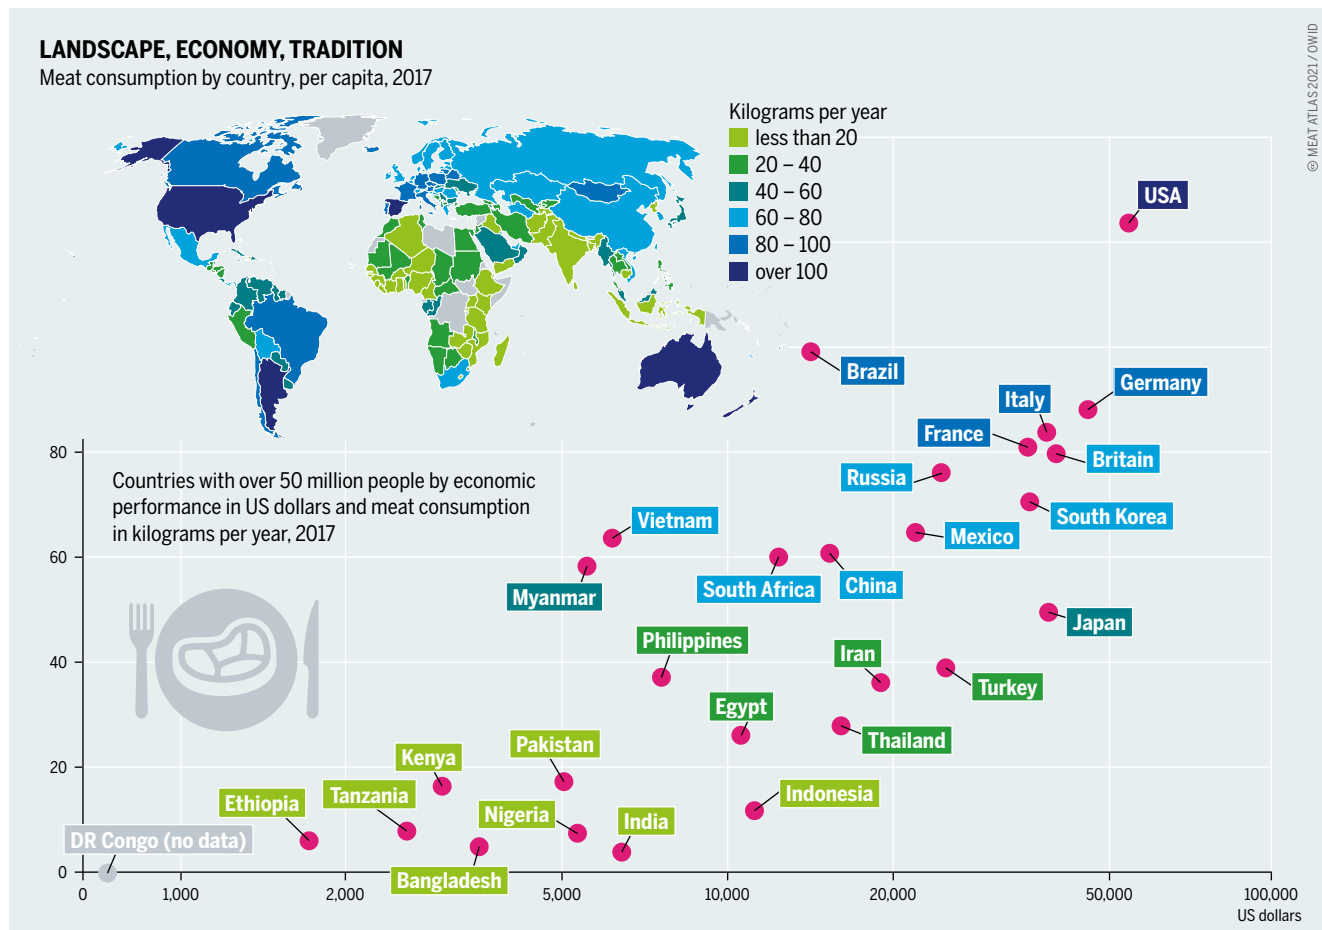 LANDSCAPE, ECONOMY, TRADITION
Meat consumption by country, per capita, 2017
© MEAT ATLAS 2021 / OWID
Kilograms per year
less than 20
20 – 40
40 – 60
60 – 80
80 – 100
over 100
USA
Brazil
Germany
Italy
France
Britain
Russia
South Korea
Mexico
Vietnam
Myanmar
South Africa
China
Japan
Philippines
Iran
Turkey
Egypt
Thailand
Pakistan
Kenya
Indonesia
Tanzania
Ethiopia
Nigeria
India
DR Congo (no data)
Bangladesh
Countries with over 50 million people by economic
performance in US dollars and meat consumption
in kilograms per year, 2017
80
60
40
20
0
0
1,000
2,000
5,000
10,000
20,000
50,000
100,000
US dollars